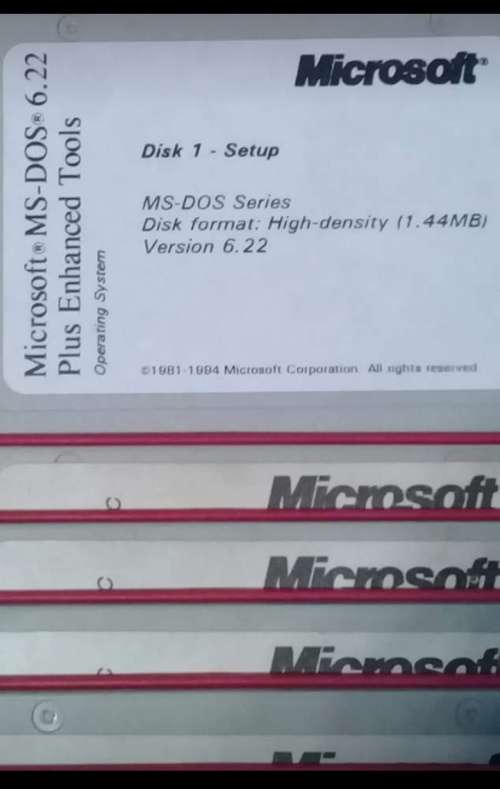 Microsoft®
Microsoft® MS-DOS® 6.22
Plus Enhanced Tools
Operating System
Disk 1 - Setup
MS-DOS Series
Disk format: High-density (1.44MB)
Version 6.22
©1981-1994 Microsoft Corporation. All rights reserved
Microsoft
Microsoft
Microsoft